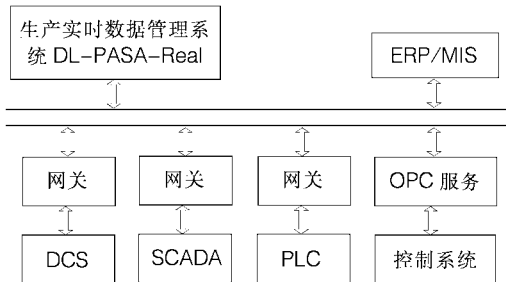 生产实时数据管理系
统 DL-PASA-Real
ERP/MIS
网关
网关
网关
OPC 服务
DCS
SCADA
PLC
控制系统